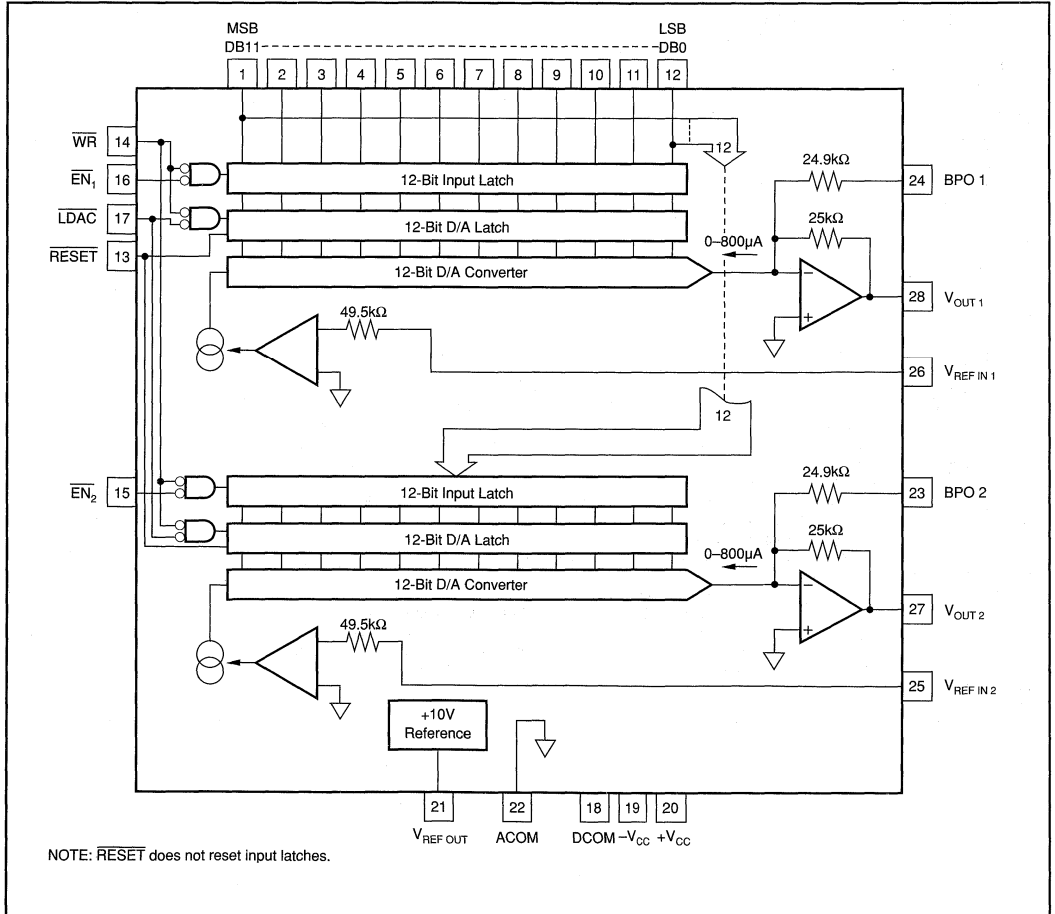 MSB LSB
DB11 DB0
1 2 3 4 5 6 7 8 9 10 11 12
WR 14
12
EN1 16
12-Bit Input Latch
24.9kΩ
24 BPO 1
LDAC 17
12-Bit D/A Latch
25kΩ
RESET 13
0–800µA
12-Bit D/A Converter
−
+
28 VOUT 1
49.5kΩ
26 VREF IN 1
12
EN2 15
12-Bit Input Latch
24.9kΩ
23 BPO 2
12-Bit D/A Latch
25kΩ
0–800µA
12-Bit D/A Converter
−
+
27 VOUT 2
49.5kΩ
25 VREF IN 2
+10V
Reference
21 22 18 19 20
VREF OUT ACOM DCOM –VCC +VCC
NOTE: RESET does not reset input latches.